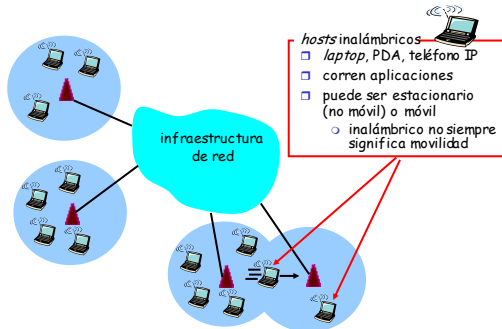 hosts inalámbricos
laptop, PDA, teléfono IP
corren aplicaciones
puede ser estacionario
(no móvil) o móvil
inalámbrico no siempre
significa movilidad
infraestructura
de red